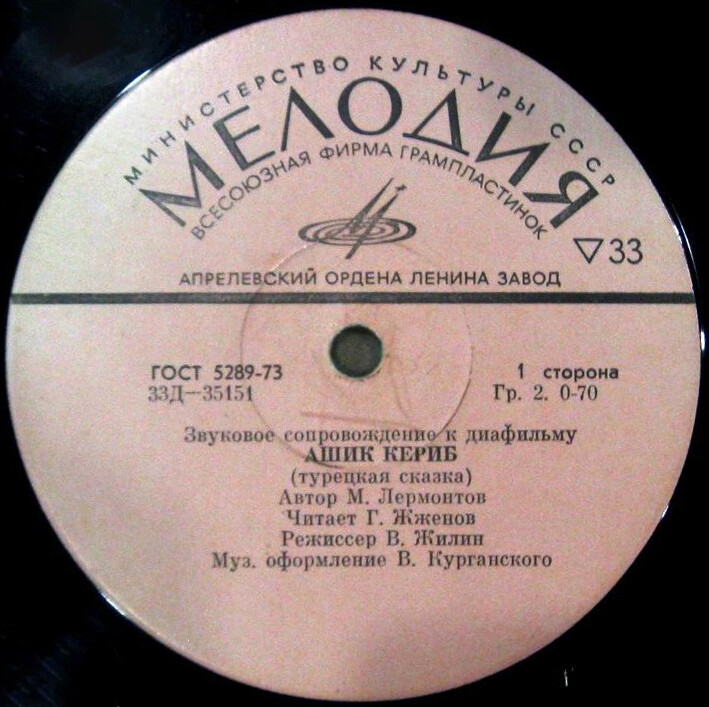 МИНИСТЕРСТВО КУЛЬТУРЫ СССР
МЕЛОДИЯ
ВСЕСОЮЗНАЯ ФИРМА ГРАМПЛАСТИНОК
▽33
АПРЕЛЕВСКИЙ ОРДЕНА ЛЕНИНА ЗАВОД
ГОСТ 5289-73
1 сторона
33Д—35151
Гр. 2. 0-70
Звуковое сопровождение к диафильму
АШИК КЕРИБ
(турецкая сказка)
Автор М. Лермонтов
Читает Г. Жженов
Режиссер В. Жилин
Муз. оформление В. Курганского